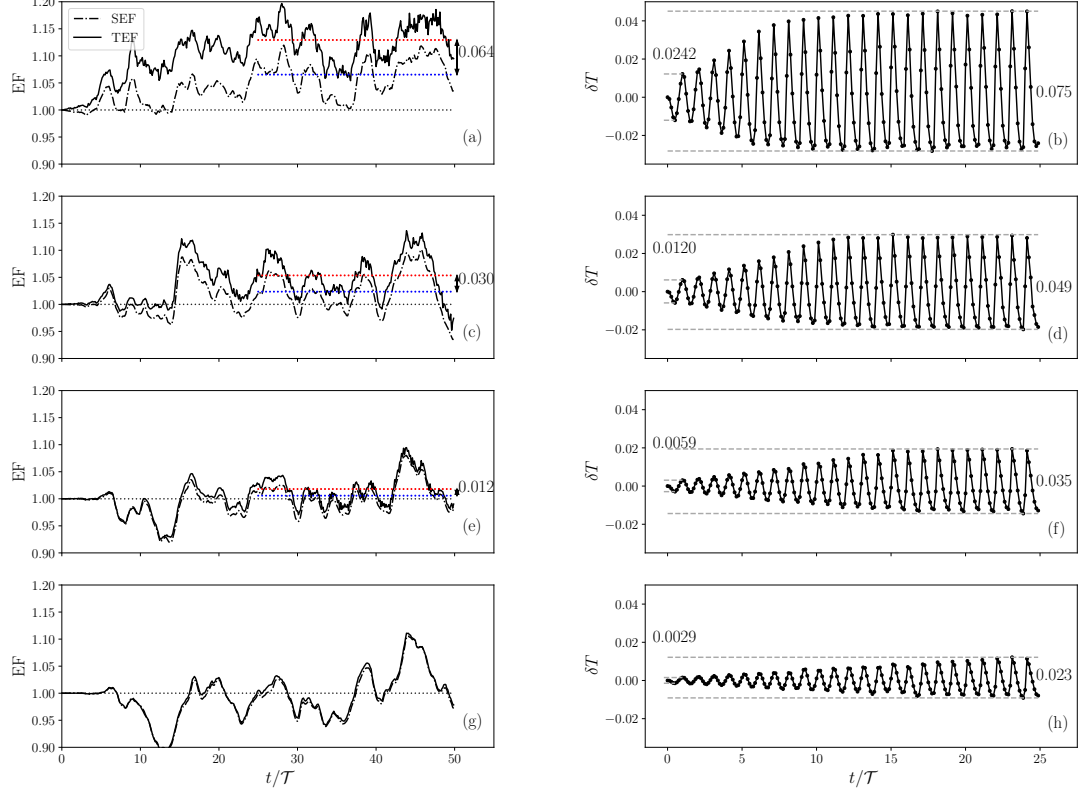 1.20
1.15
1.10
1.05
1.00
0.95
0.90
EF
SEF
TEF
0.064
(a)
0.04
0.02
0.00
−0.02
δT
0.0242
0.075
(b)
1.20
1.15
1.10
1.05
1.00
0.95
0.90
EF
0.030
(c)
0.04
0.02
0.00
−0.02
δT
0.0120
0.049
(d)
1.20
1.15
1.10
1.05
1.00
0.95
0.90
EF
0.012
(e)
0.04
0.02
0.00
−0.02
δT
0.0059
0.035
(f)
1.20
1.15
1.10
1.05
1.00
0.95
0.90
EF
(g)
0 10 20 30 40 50
t/𝒯
0.04
0.02
0.00
−0.02
δT
0.0029
0.023
(h)
0 5 10 15 20 25
t/𝒯